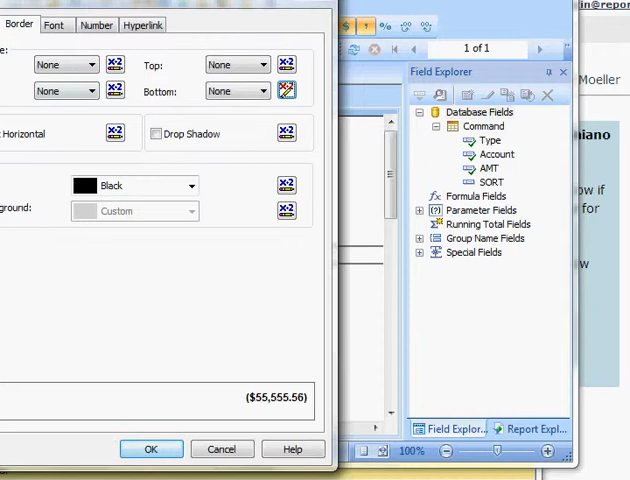 Border Font Number Hyperlink
e:
None
Top: None
None
Bottom: None
t Horizontal
Drop Shadow
Black
ground: Custom
($55,555.56)
OK Cancel Help
1 of 1
Field Explorer
Database Fields
Command
Type
Account
AMT
SORT
Formula Fields
Parameter Fields
Running Total Fields
Group Name Fields
Special Fields
Field Explor... Report Expl...
100%
in@repor
Moeller
niano
ow if
for
ow